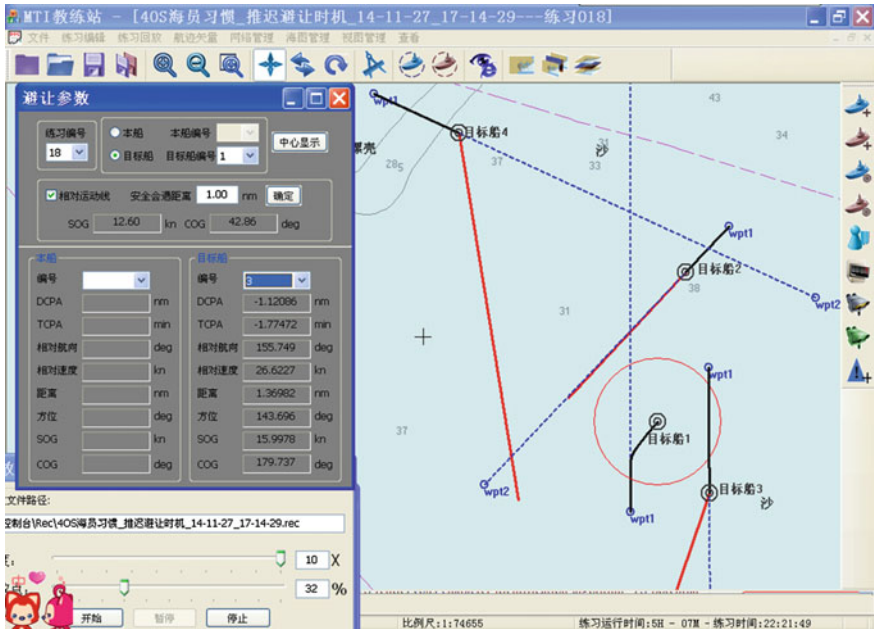 MTI教练站 - [4OS海员习惯_推迟避让时机_14-11-27_17-14-29---练习018]
文件 练习编辑 练习回放 航迹矢量 网络管理 海图管理 视图管理 查看
避让参数
练习编号 本船 本船编号 中心显示
18 目标船 目标船编号 1
相对运动线 安全会遇距离 1.00 nm 确定
SOG 12.60 kn COG 42.86 deg
本船 目标船
编号 编号 3
DCPA nm DCPA -1.12086 nm
TCPA min TCPA -1.77472 min
相对航向 deg 相对航向 155.749 deg
相对速度 kn 相对速度 26.6227 kn
距离 nm 距离 1.36982 nm
方位 deg 方位 143.696 deg
SOG kn SOG 15.9978 kn
COG deg COG 179.737 deg
文件路径:
控制台\Rec\4OS海员习惯_推迟避让时机_14-11-27_17-14-29.rec
10 X
32 %
中
开始 暂停 停止
wpt1
目标船4
43
34
31
沙
33
37
28₅
wpt1
目标船2
38
wpt2
31
wpt1
目标船1
37
wpt2
目标船3
沙
wpt1
比例尺:1:74655 练习运行时间:5H - 07M - 练习时间:22:21:49